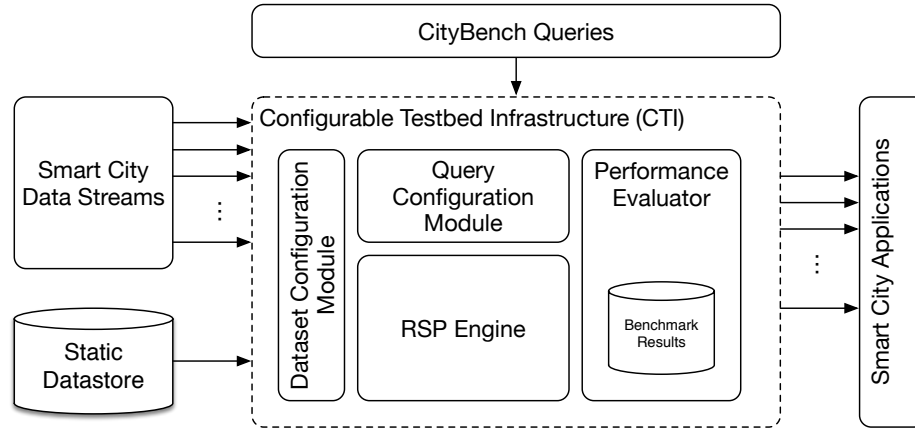 CityBench Queries
Configurable Testbed Infrastructure (CTI)
Smart City
Data Streams
...
Static
Datastore
Dataset Configuration
Module
Query
Configuration
Module
RSP Engine
Performance
Evaluator
Benchmark
Results
...
Smart City Applications